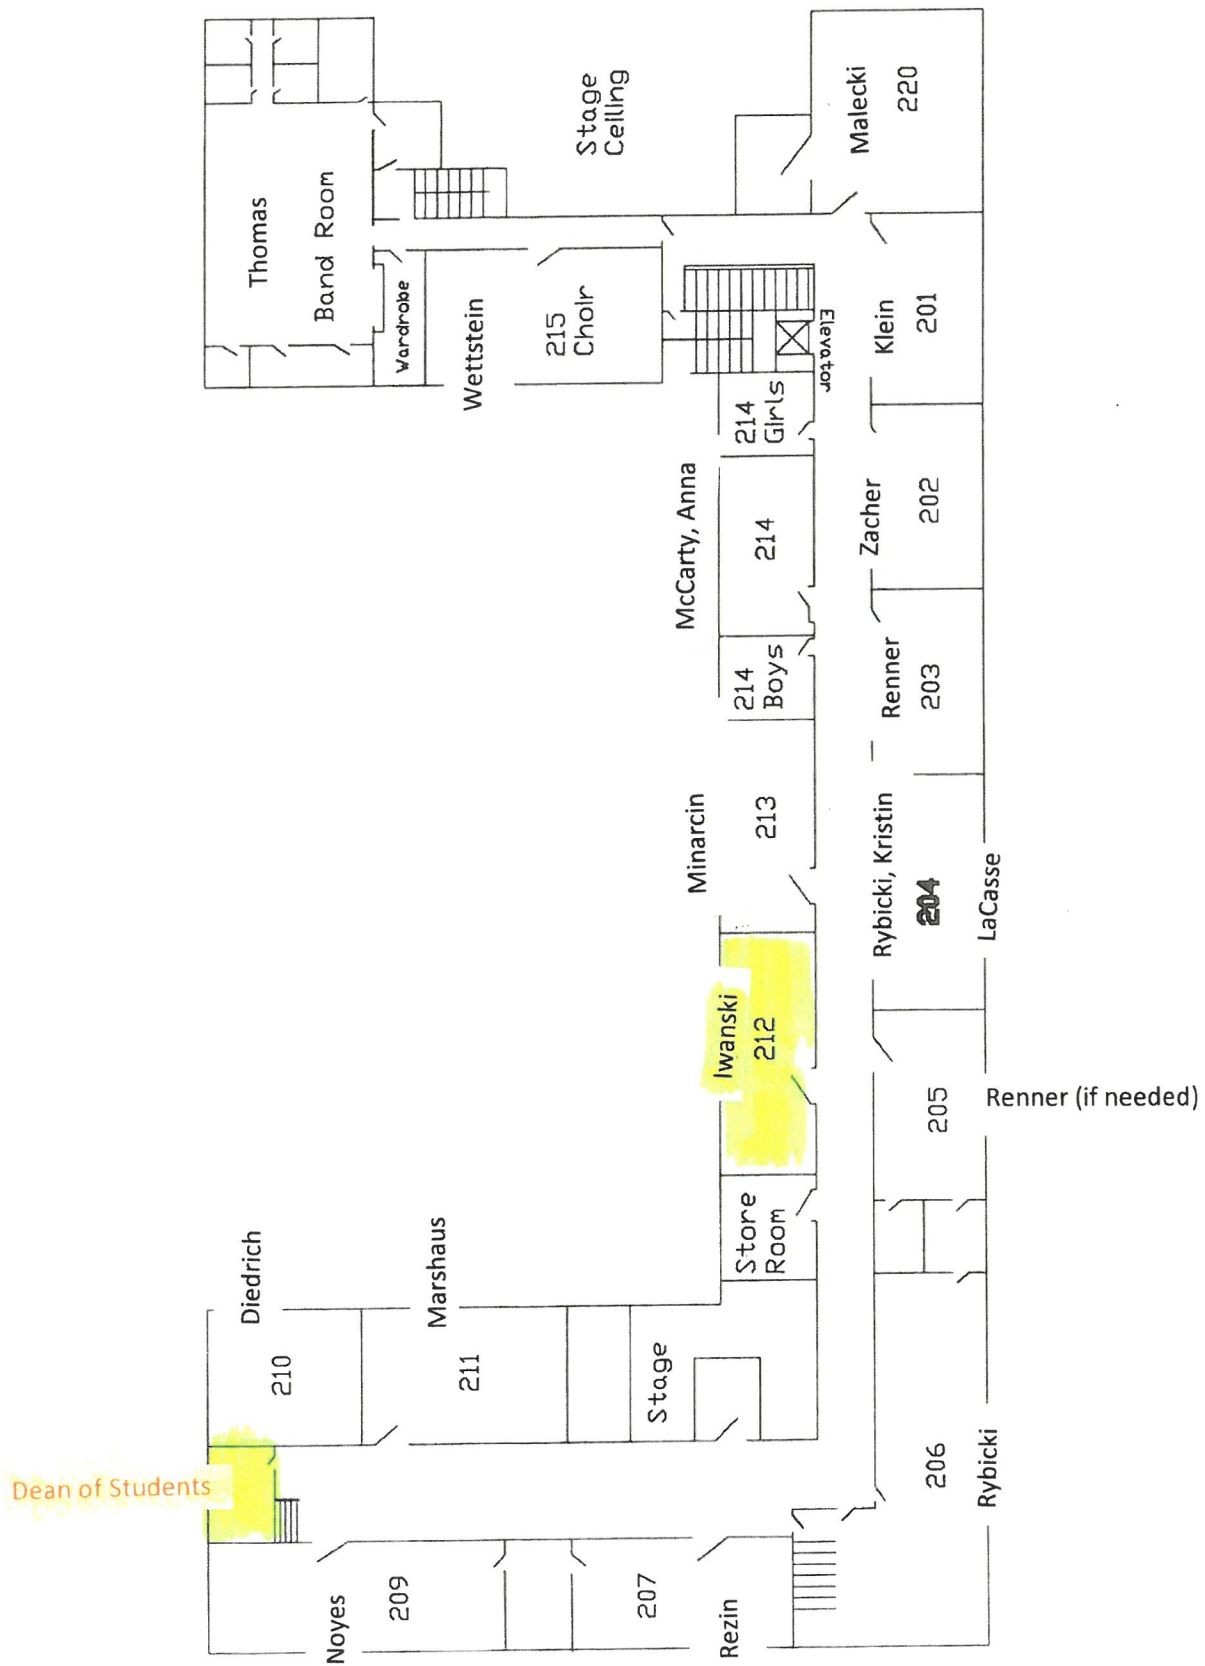 Thomas
Band Room
Stage
Ceiling
Malecki
220
Wardrobe
Wettstein
215
Choir
Elevator
Klein
201
214
Girls
McCarty, Anna
214
Zacher
202
214
Boys
Renner
203
Minarcin
213
Rybicki, Kristin
204
LaCasse
Iwanski
212
205
Renner (if needed)
Store
Room
Diedrich
210
Marshaus
211
Stage
Dean of Students
206
Rybicki
Noyes
209
207
Rezin